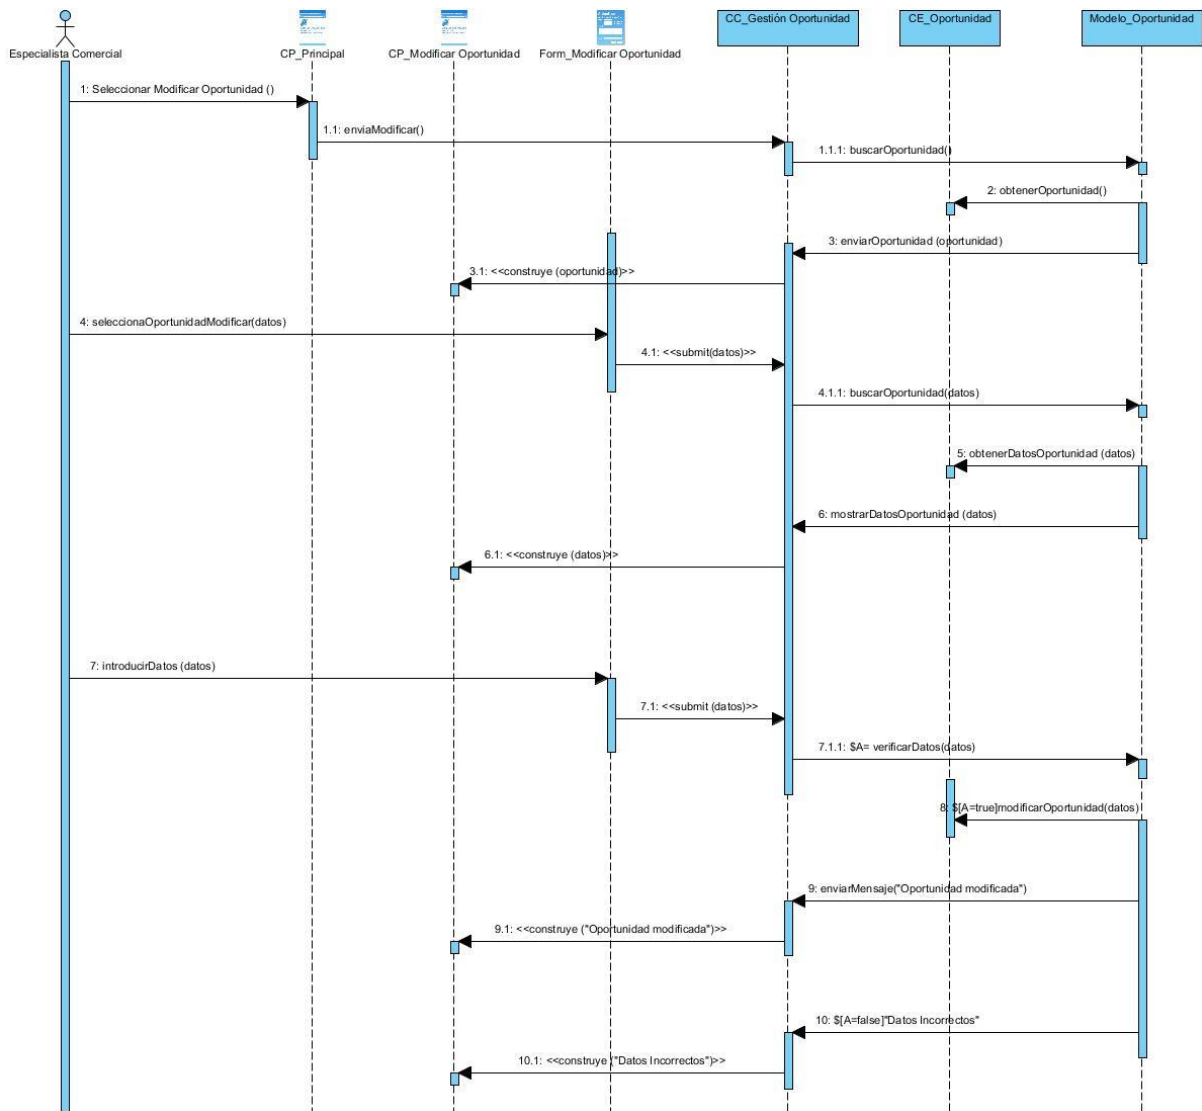 Especialista Comercial
CP_Principal
CP_Modificar Oportunidad
Form_Modificar Oportunidad
CC_Gestión Oportunidad
CE_Oportunidad
Modelo_Oportunidad
1: Seleccionar Modificar Oportunidad ()
1.1: enviaModificar()
1.1.1: buscarOportunidad()
2: obtenerOportunidad()
3: enviarOportunidad (oportunidad)
3.1: <<construye (oportunidad)>>
4: seleccionaOportunidadModificar(datos)
4.1: <<submit(datos)>>
4.1.1: buscarOportunidad(datos)
5: obtenerDatosOportunidad (datos)
6: mostrarDatosOportunidad (datos)
6.1: <<construye (datos)>>
7: introducirDatos (datos)
7.1: <<submit (datos)>>
7.1.1: $A= verificarDatos(datos)
8: $[A=true]modificarOportunidad(datos)
9: enviarMensaje("Oportunidad modificada")
9.1: <<construye ("Oportunidad modificada")>>
10: $[A=false]"Datos Incorrectos"
10.1: <<construye ("Datos Incorrectos")>>